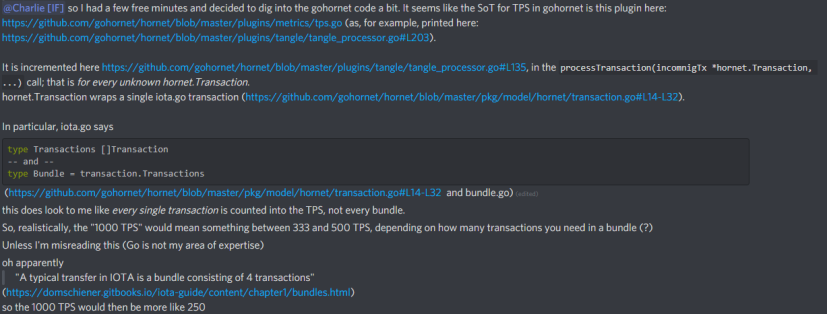 @Charlie [IF] so I had a few free minutes and decided to dig into the gohornet code a bit. It seems like the SoT for TPS in gohornet is this plugin here:
https://github.com/gohornet/hornet/blob/master/plugins/metrics/tps.go (as, for example, printed here:
https://github.com/gohornet/hornet/blob/master/plugins/tangle/tangle_processor.go#L203).
It is incremented here https://github.com/gohornet/hornet/blob/master/plugins/tangle/tangle_processor.go#L135, in the processTransaction(incomnigTx *hornet.Transaction,
...) call; that is for every unknown hornet.Transaction.
hornet.Transaction wraps a single iota.go transaction (https://github.com/gohornet/hornet/blob/master/pkg/model/hornet/transaction.go#L14-L32).
In particular, iota.go says
type Transactions []Transaction
-- and --
type Bundle = transaction.Transactions
(https://github.com/gohornet/hornet/blob/master/pkg/model/hornet/transaction.go#L14-L32 and bundle.go) (edited)
this does look to me like every single transaction is counted into the TPS, not every bundle.
So, realistically, the "1000 TPS" would mean something between 333 and 500 TPS, depending on how many transactions you need in a bundle (?)
Unless I'm misreading this (Go is not my area of expertise)
oh apparently
"A typical transfer in IOTA is a bundle consisting of 4 transactions"
(https://domschiener.gitbooks.io/iota-guide/content/chapter1/bundles.html)
so the 1000 TPS would then be more like 250